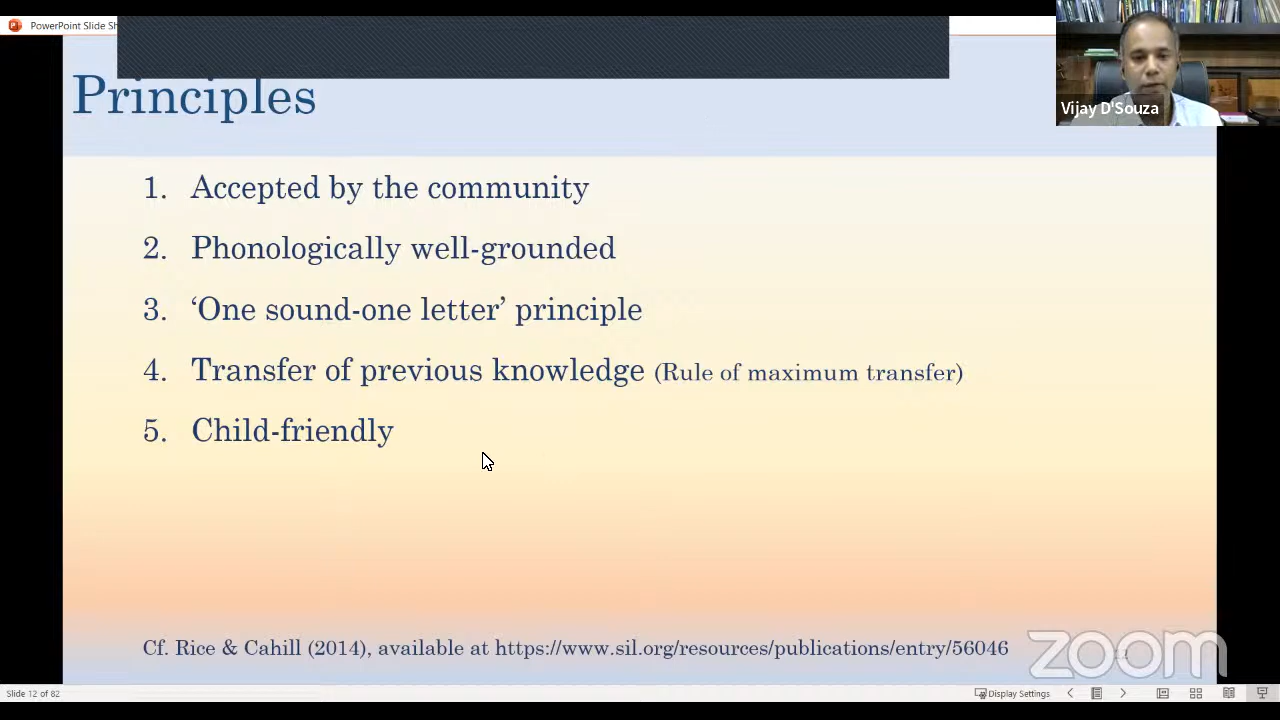 PowerPoint Slide Sh
Principles
Vijay D'Souza
1. Accepted by the community
2. Phonologically well-grounded
3. ‘One sound-one letter’ principle
4. Transfer of previous knowledge (Rule of maximum transfer)
5. Child-friendly
Cf. Rice & Cahill (2014), available at https://www.sil.org/resources/publications/entry/56046
zoom
Slide 12 of 82
Display Settings